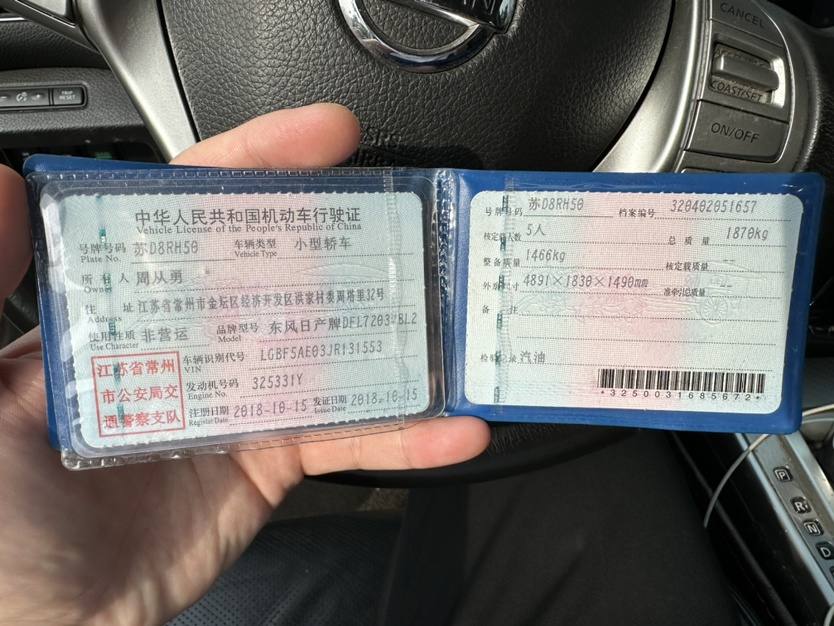 CANCEL
COAST/SET
ON/OFF
TRIP RESET
中华人民共和国机动车行驶证
Vehicle License of the People's Republic of China
号牌号码 苏D8RH50 车辆类型 小型轿车
Plate No. Vehicle Type
所有人 周从勇
Owner
住址 江苏省常州市金坛区经济开发区洪家村委周塔里32号
Address
使用性质 非营运 品牌型号 东风日产牌DFL7203VBL2
Use Character Model
江苏省常州
市公安局交
通警察支队
车辆识别代号 LGBF5AE03JR131553
VIN
发动机号码 325331Y
Engine No.
注册日期 2018-10-15 发证日期 2018-10-15
Register Date Issue Date
号牌号码 苏D8RH50 档案编号 320402051657
核定载人数 5人 总质量 1870kg
整备质量 1466kg 核定载质量 --
外廓尺寸 4891×1830×1490mm 准牵引总质量 --
备注
检验记录 汽油
*3250031685672*
P
R
N
D